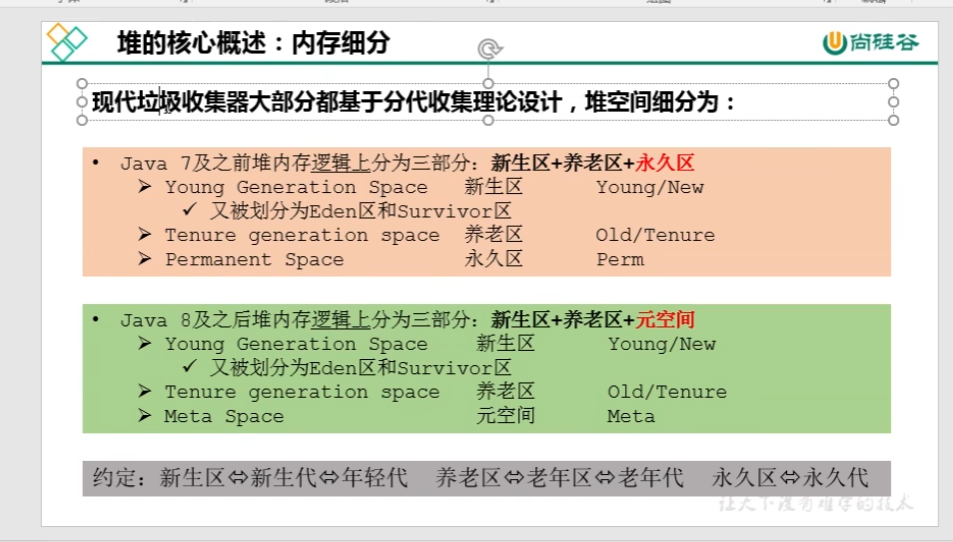 堆的核心概述：内存细分
尚硅谷
现代垃圾收集器大部分都基于分代收集理论设计，堆空间细分为：
• Java 7及之前堆内存逻辑上分为三部分：新生区+养老区+永久区
➢ Young Generation Space 新生区 Young/New
✓ 又被划分为Eden区和Survivor区
➢ Tenure generation space 养老区 Old/Tenure
➢ Permanent Space 永久区 Perm
• Java 8及之后堆内存逻辑上分为三部分：新生区+养老区+元空间
➢ Young Generation Space 新生区 Young/New
✓ 又被划分为Eden区和Survivor区
➢ Tenure generation space 养老区 Old/Tenure
➢ Meta Space 元空间 Meta
约定：新生区⇔新生代⇔年轻代 养老区⇔老年区⇔老年代 永久区⇔永久代
让天下没有难学的技术